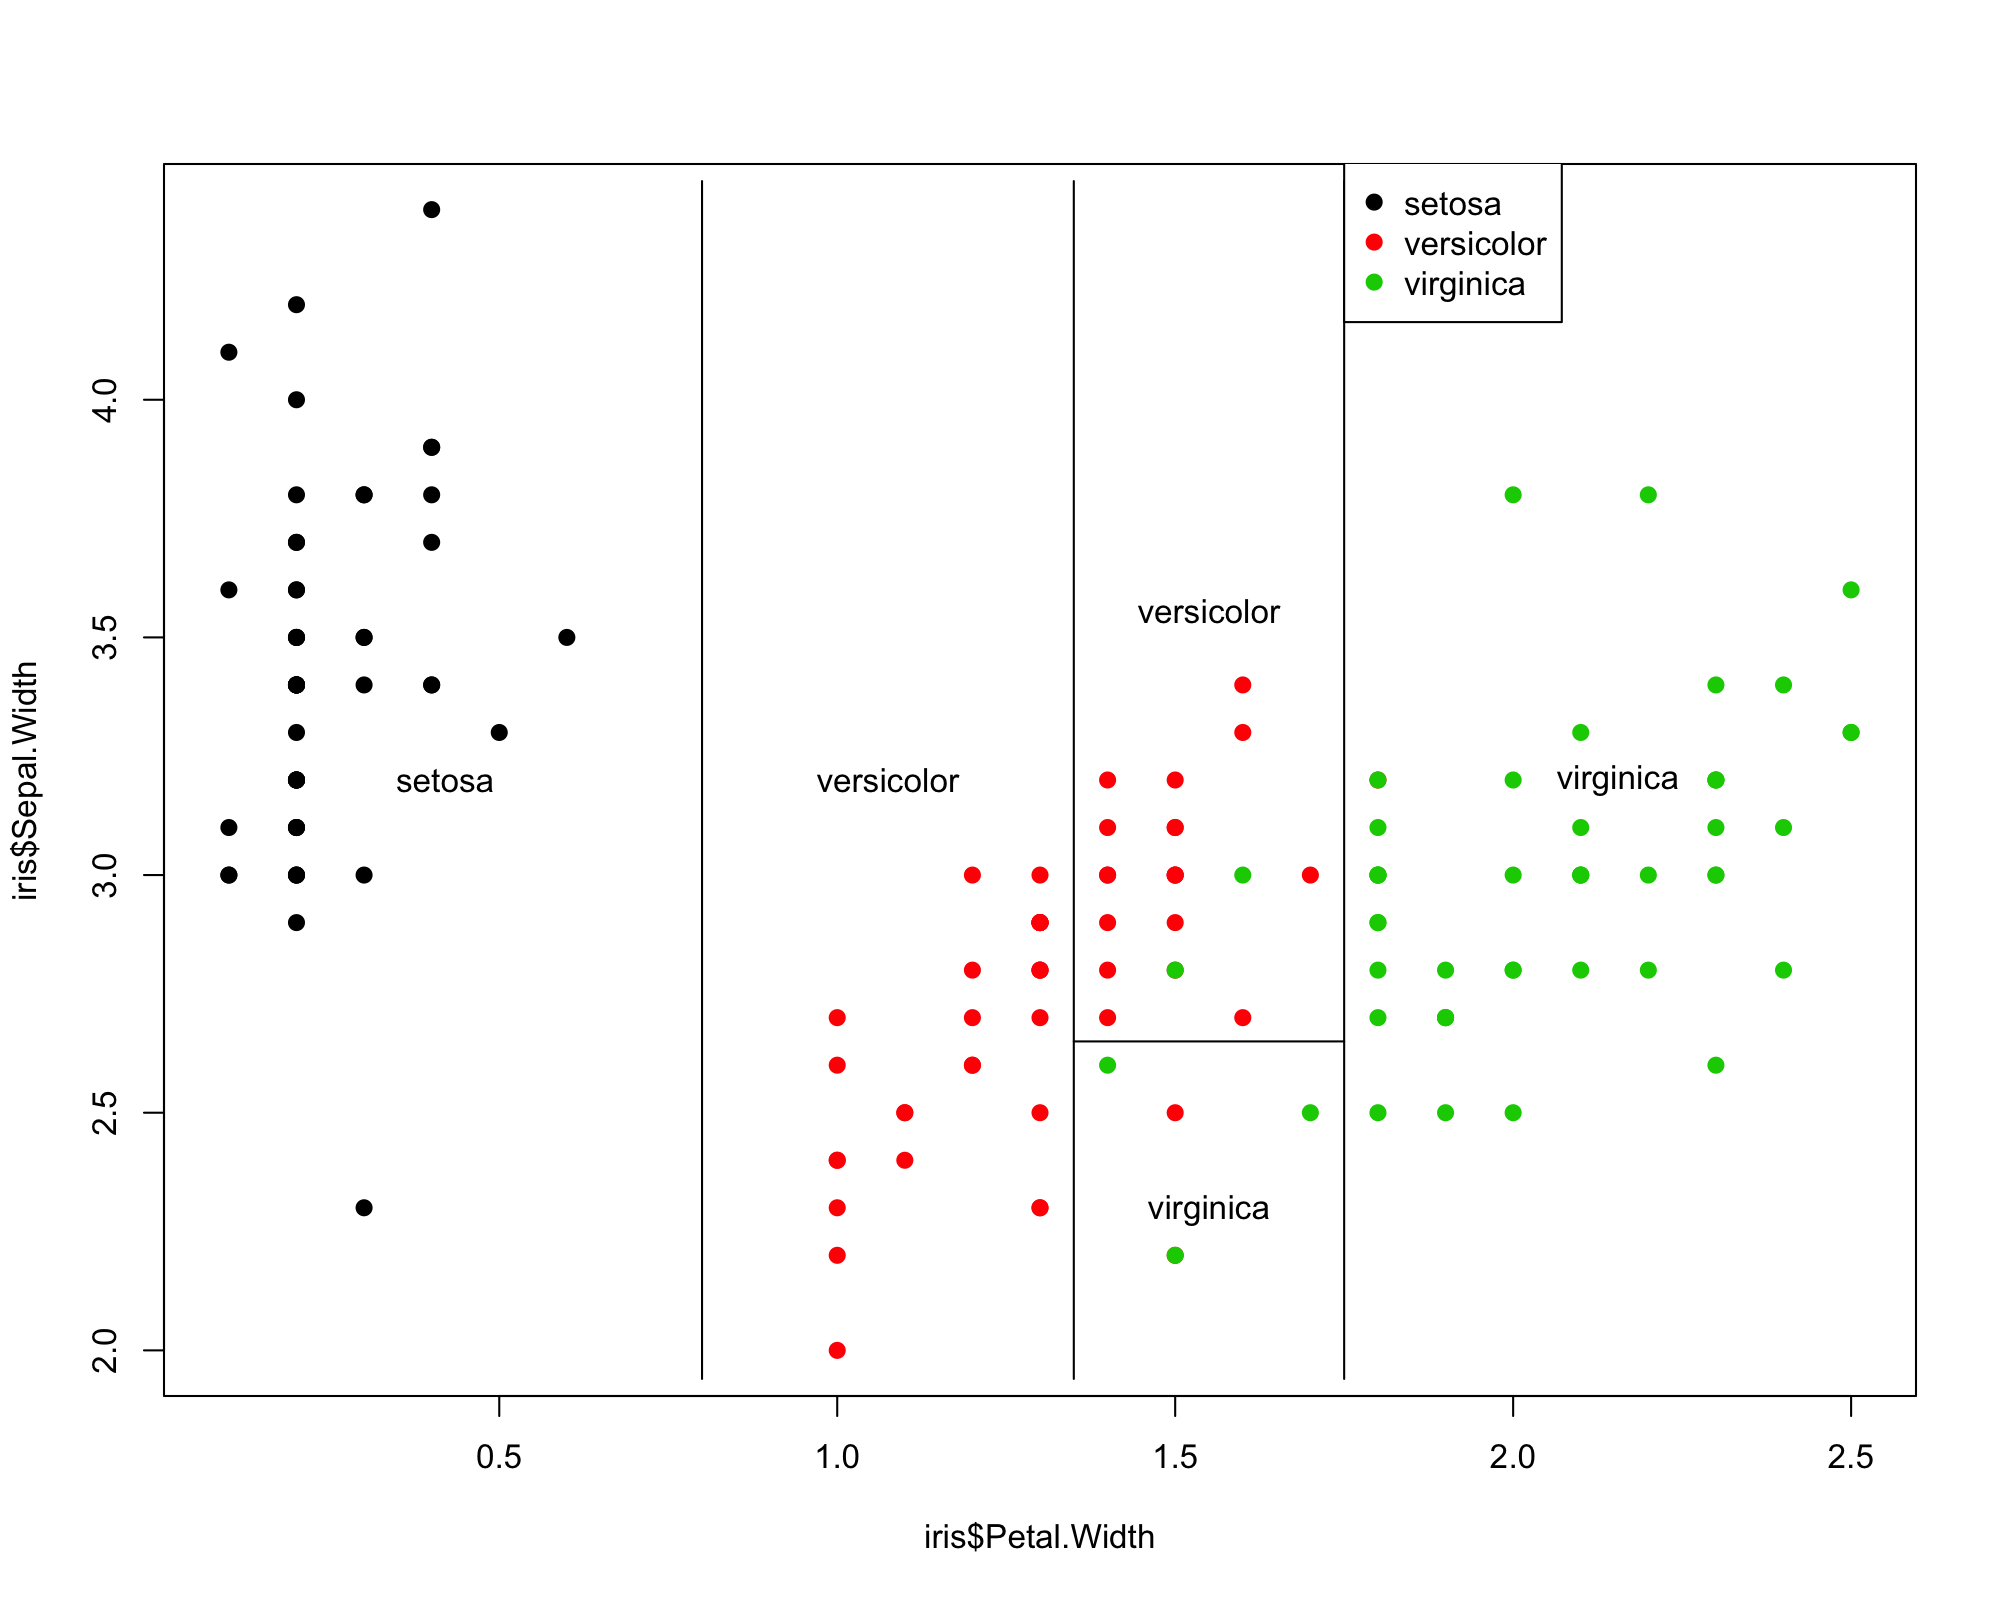 setosa
versicolor
virginica
versicolor
setosa
versicolor
virginica
virginica
4.0
3.5
3.0
2.5
2.0
iris$Sepal.Width
0.5
1.0
1.5
2.0
2.5
iris$Petal.Width